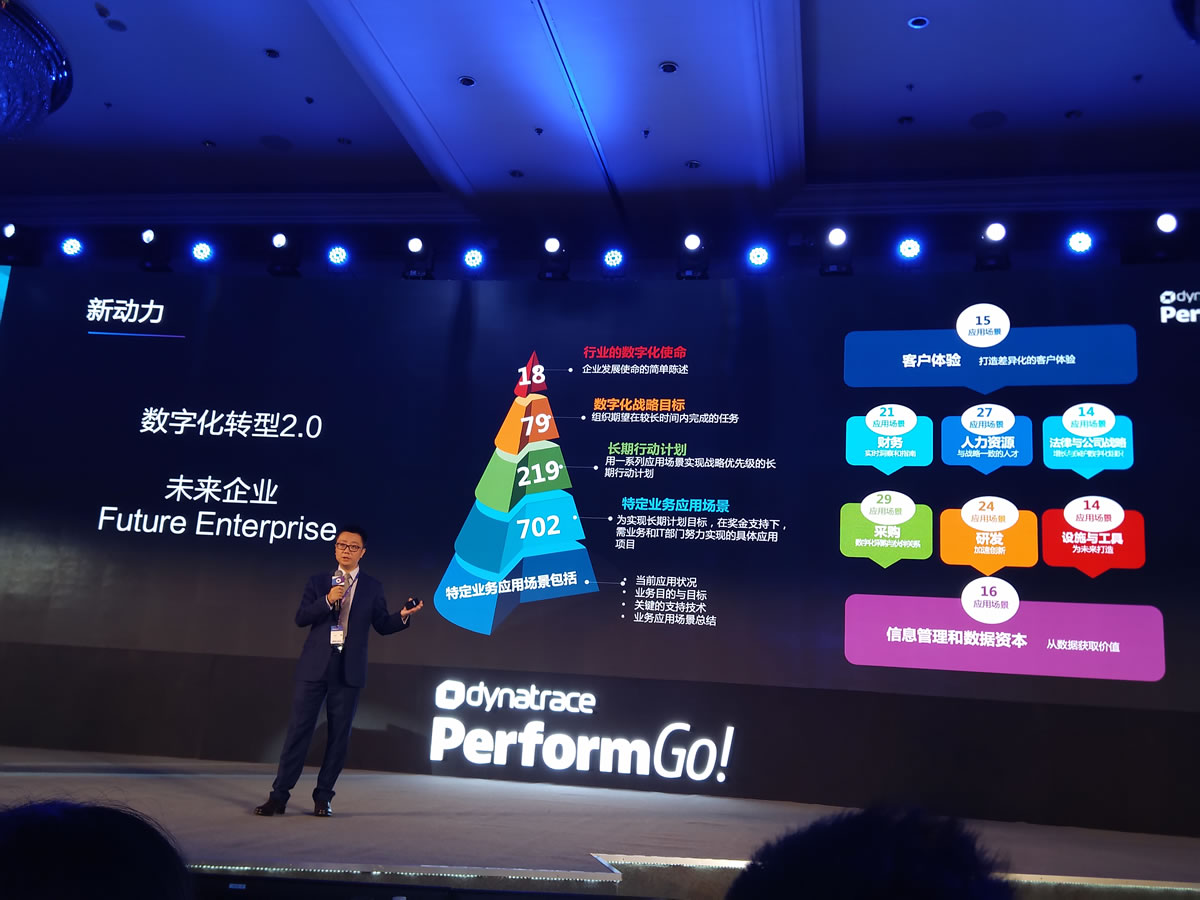 新动力
数字化转型2.0
未来企业
Future Enterprise
18
行业的数字化使命
企业发展使命的简单陈述
79
数字化战略目标
组织期望在较长时间内完成的任务
219
长期行动计划
用一系列应用场景实现战略优先级的长
期行动计划
702
特定业务应用场景
为实现长期计划目标，在奖金支持下，
需业务和IT部门努力实现的具体应用
项目
特定业务应用场景包括
• 当前应用状况
• 业务目的与目标
• 关键的支持技术
• 业务应用场景总结
15
应用场景
客户体验 打造差异化的客户体验
21
应用场景
财务
实时洞察和指南
27
应用场景
人力资源
与战略一致的人才
14
应用场景
法律与公司战略
29
应用场景
采购
24
应用场景
研发
加速创新
14
应用场景
设施与工具
为未来打造
16
应用场景
信息管理和数据资本 从数据获取价值
dyn
Per
dynatrace
PerformGo!